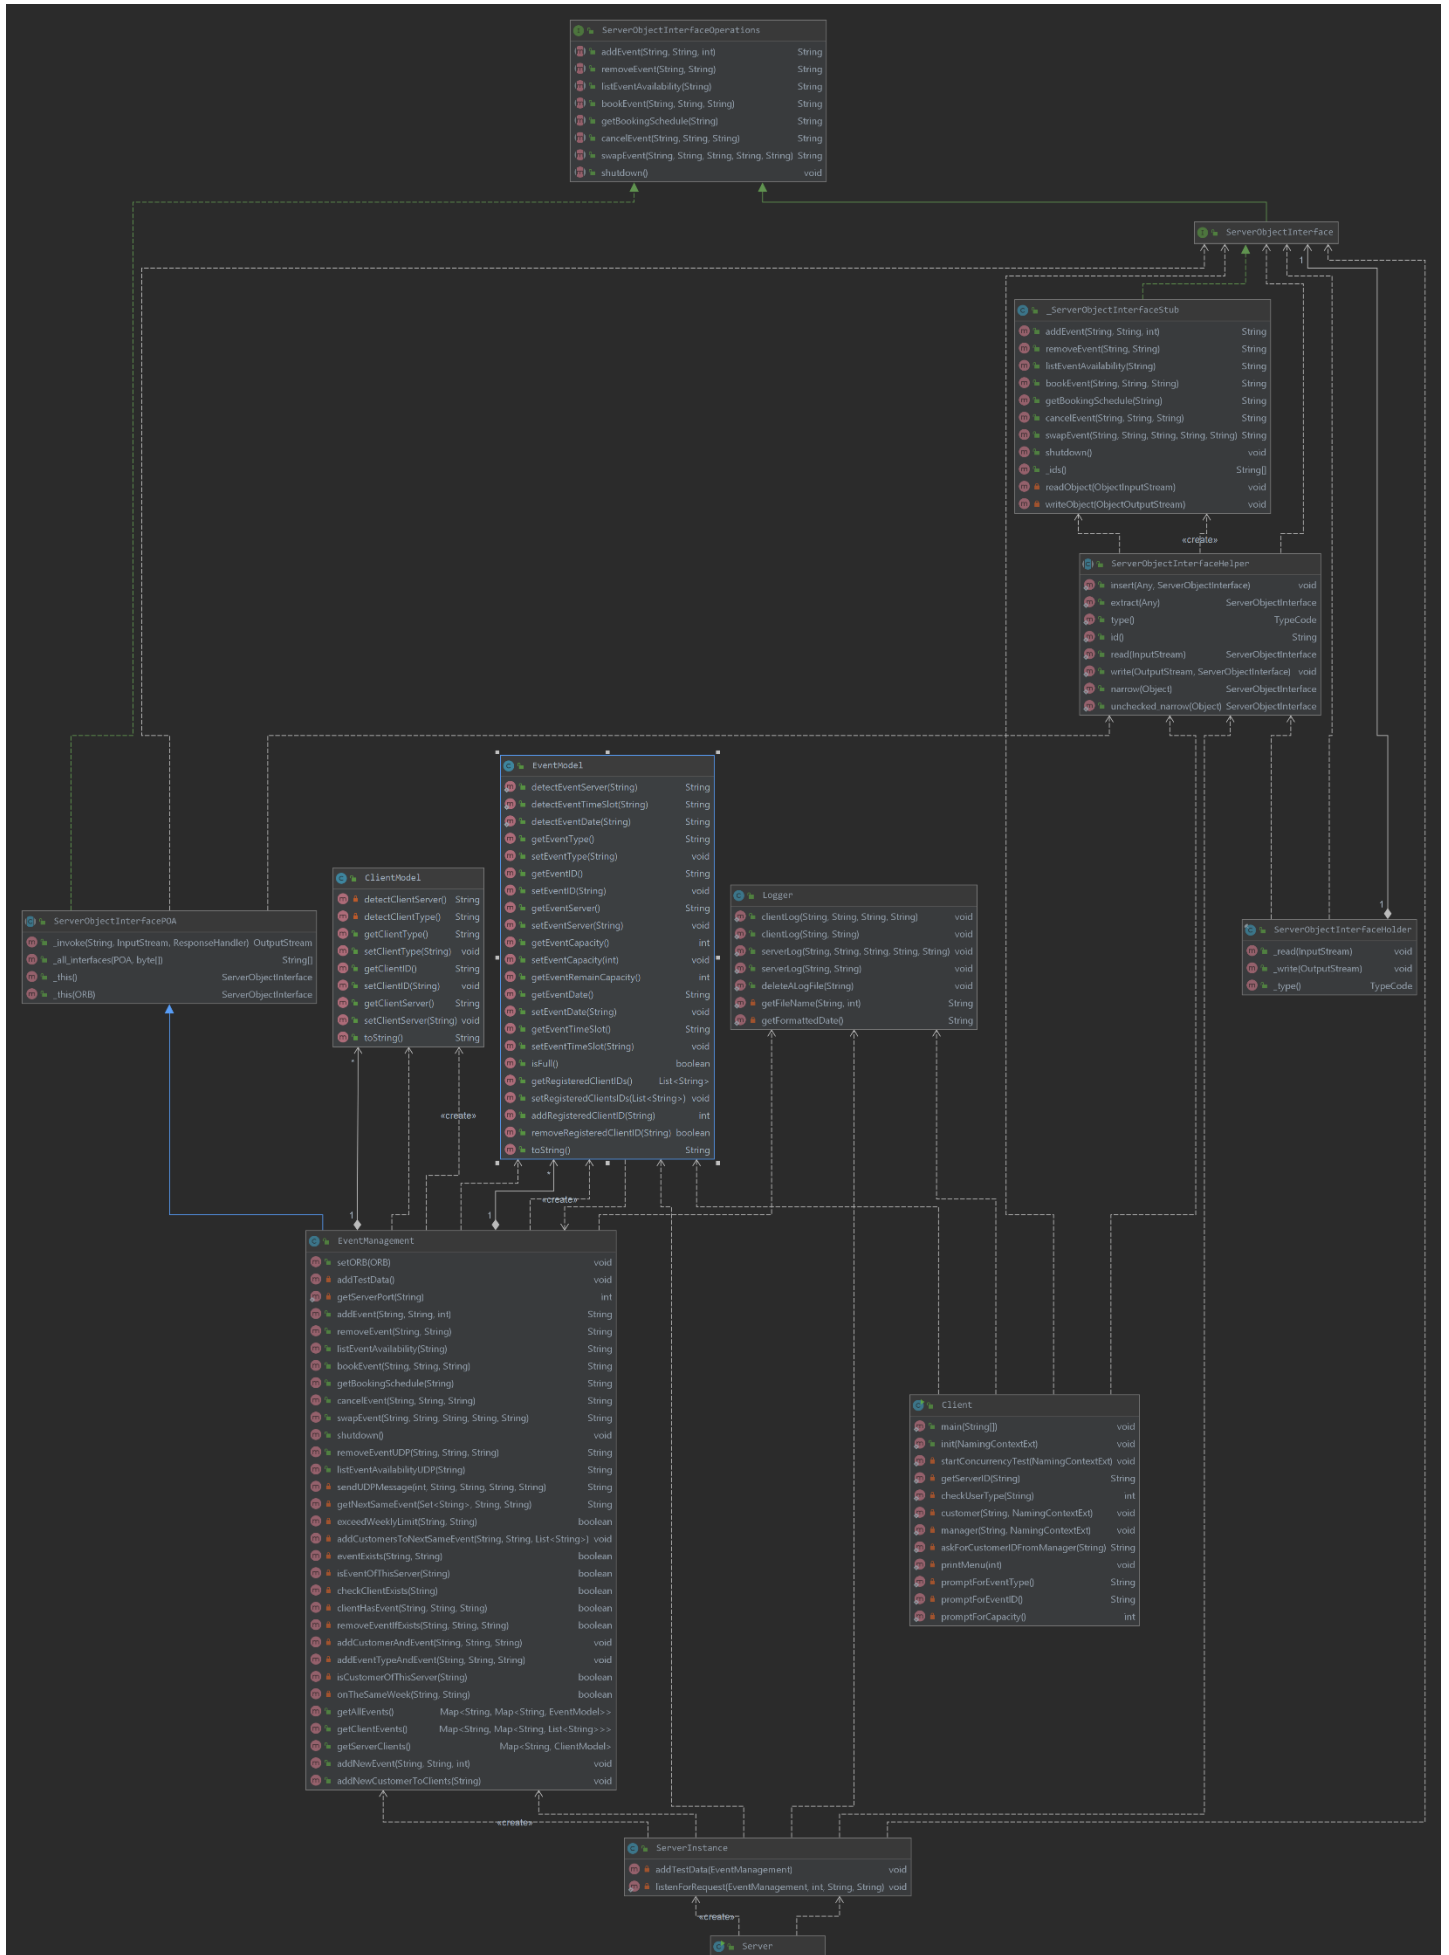 ServerObjectInterfaceOperations
addEvent(String, String, int) String
removeEvent(String, String) String
listEventAvailability(String) String
bookEvent(String, String, String) String
getBookingSchedule(String) String
cancelEvent(String, String, String) String
swapEvent(String, String, String, String, String) String
shutdown() void
ServerObjectInterface
1
_ServerObjectInterfaceStub
addEvent(String, String, int) String
removeEvent(String, String) String
listEventAvailability(String) String
bookEvent(String, String, String) String
getBookingSchedule(String) String
cancelEvent(String, String, String) String
swapEvent(String, String, String, String, String) String
shutdown() void
_ids() String[]
readObject(ObjectInputStream) void
writeObject(ObjectOutputStream) void
«create»
ServerObjectInterfaceHelper
insert(Any, ServerObjectInterface) void
extract(Any) ServerObjectInterface
type() TypeCode
id() String
read(InputStream) ServerObjectInterface
write(OutputStream, ServerObjectInterface) void
narrow(Object) ServerObjectInterface
unchecked_narrow(Object) ServerObjectInterface
EventModel
detectEventServer(String) String
detectEventTimeSlot(String) String
detectEventDate(String) String
getEventType() String
setEventType(String) void
getEventID() String
setEventID(String) void
getEventServer() String
setEventServer(String) void
getEventCapacity() int
setEventCapacity(int) void
getEventRemainCapacity() int
getEventDate() String
setEventDate(String) void
getEventTimeSlot() String
setEventTimeSlot(String) void
isFull() boolean
getRegisteredClientIDs() List<String>
setRegisteredClientsIDs(List<String>) void
addRegisteredClientID(String) int
removeRegisteredClientID(String) boolean
toString() String
ClientModel
detectClientServer() String
detectClientType() String
getClientType() String
setClientType(String) void
getClientID() String
setClientID(String) void
getClientServer() String
setClientServer(String) void
toString() String
Logger
clientLog(String, String, String, String) void
clientLog(String, String) void
serverLog(String, String, String, String, String) void
serverLog(String, String) void
deleteALogFile(String) void
getFileName(String, int) String
getFormattedDate() String
ServerObjectInterfacePOA
_invoke(String, InputStream, ResponseHandler) OutputStream
_all_interfaces(POA, byte[]) String[]
_this() ServerObjectInterface
_this(ORB) ServerObjectInterface
1
ServerObjectInterfaceHolder
_read(InputStream) void
_write(OutputStream) void
_type() TypeCode
*
«create»
*
«create»
1
1
EventManagement
setORB(ORB) void
addTestData() void
getServerPort(String) int
addEvent(String, String, int) String
removeEvent(String, String) String
listEventAvailability(String) String
bookEvent(String, String, String) String
getBookingSchedule(String) String
cancelEvent(String, String, String) String
swapEvent(String, String, String, String, String) String
shutdown() void
removeEventUDP(String, String, String) String
listEventAvailabilityUDP(String) String
sendUDPMessage(int, String, String, String, String) String
getNextSameEvent(Set<String>, String, String) String
exceedWeeklyLimit(String, String) boolean
addCustomersToNextSameEvent(String, String, List<String>) void
eventExists(String, String) boolean
isEventOfThisServer(String) boolean
checkClientExists(String) boolean
clientHasEvent(String, String, String) boolean
removeEventIfExists(String, String, String) boolean
addCustomerAndEvent(String, String, String) void
addEventTypeAndEvent(String, String, String) void
isCustomerOfThisServer(String) boolean
onTheSameWeek(String, String) boolean
getAllEvents() Map<String, Map<String, EventModel>>
getClientEvents() Map<String, Map<String, List<String>>>
getServerClients() Map<String, ClientModel>
addNewEvent(String, String, int) void
addNewCustomerToClients(String) void
Client
main(String[]) void
init(NamingContextExt) void
startConcurrencyTest(NamingContextExt) void
getServerID(String) String
checkUserType(String) int
customer(String, NamingContextExt) void
manager(String, NamingContextExt) void
askForCustomerIDFromManager(String) String
printMenu(int) void
promptForEventType() String
promptForEventID() String
promptForCapacity() int
«create»
ServerInstance
addTestData(EventManagement) void
listenForRequest(EventManagement, int, String, String) void
«create»
Server